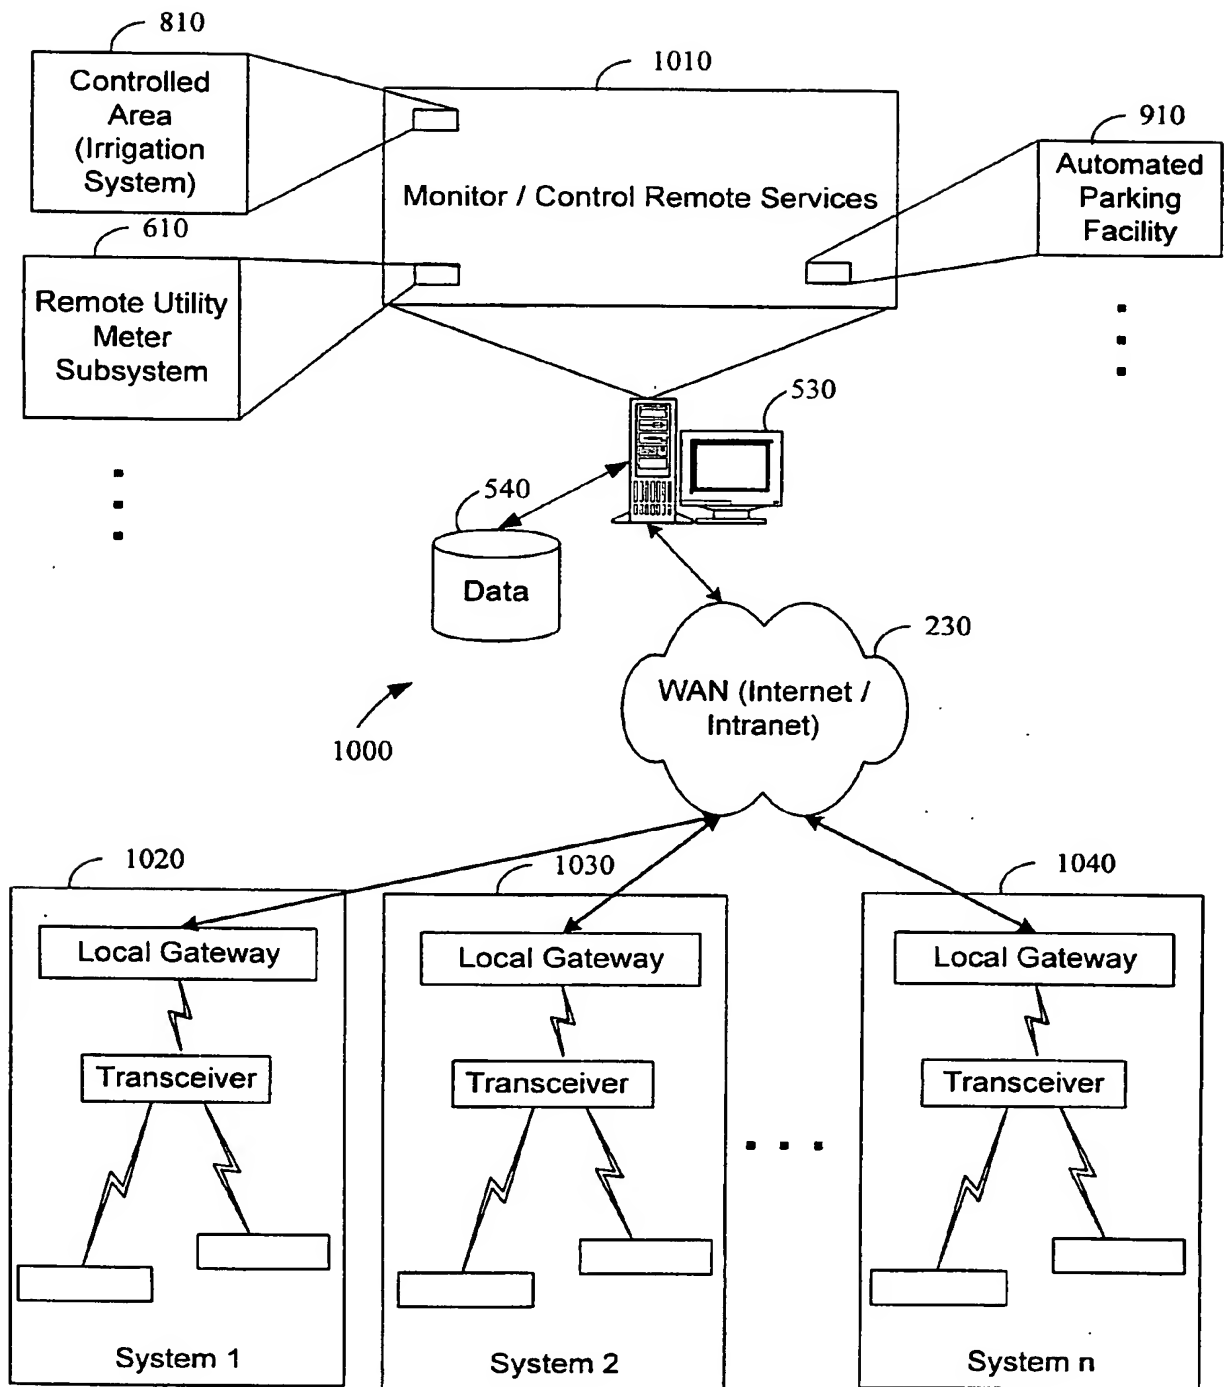 810
Controlled
Area
(Irrigation
System)
1010
Monitor / Control Remote Services
910
Automated
Parking
Facility
610
Remote Utility
Meter
Subsystem
530
540
Data
230
WAN (Internet /
Intranet)
1000
1020
Local Gateway
Transceiver
System 1
1030
Local Gateway
Transceiver
System 2
1040
Local Gateway
Transceiver
System n